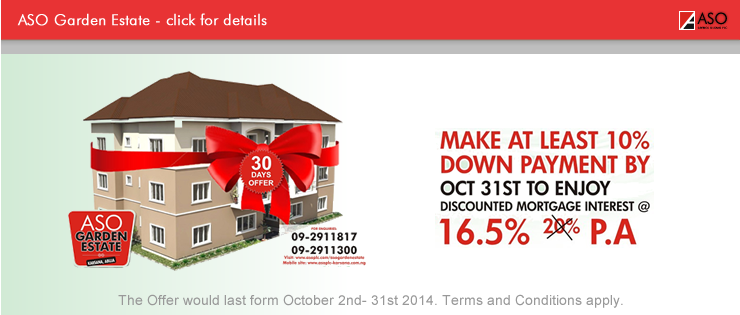 ASO Garden Estate - click for details
ASO
MAKE AT LEAST 10%
DOWN PAYMENT BY
OCT 31ST TO ENJOY
DISCOUNTED MORTGAGE INTEREST @
16.5% 20% P.A
30
DAYS
OFFER
ASO
GARDEN
ESTATE
KARSANA, ABUJA
FOR ENQUIRIES:
09-2911817
09-2911300
Visit: www.asoplc.com/asogardenestate
Mobile site: www.asoplc-karsana.com.ng
The Offer would last form October 2nd- 31st 2014. Terms and Conditions apply.